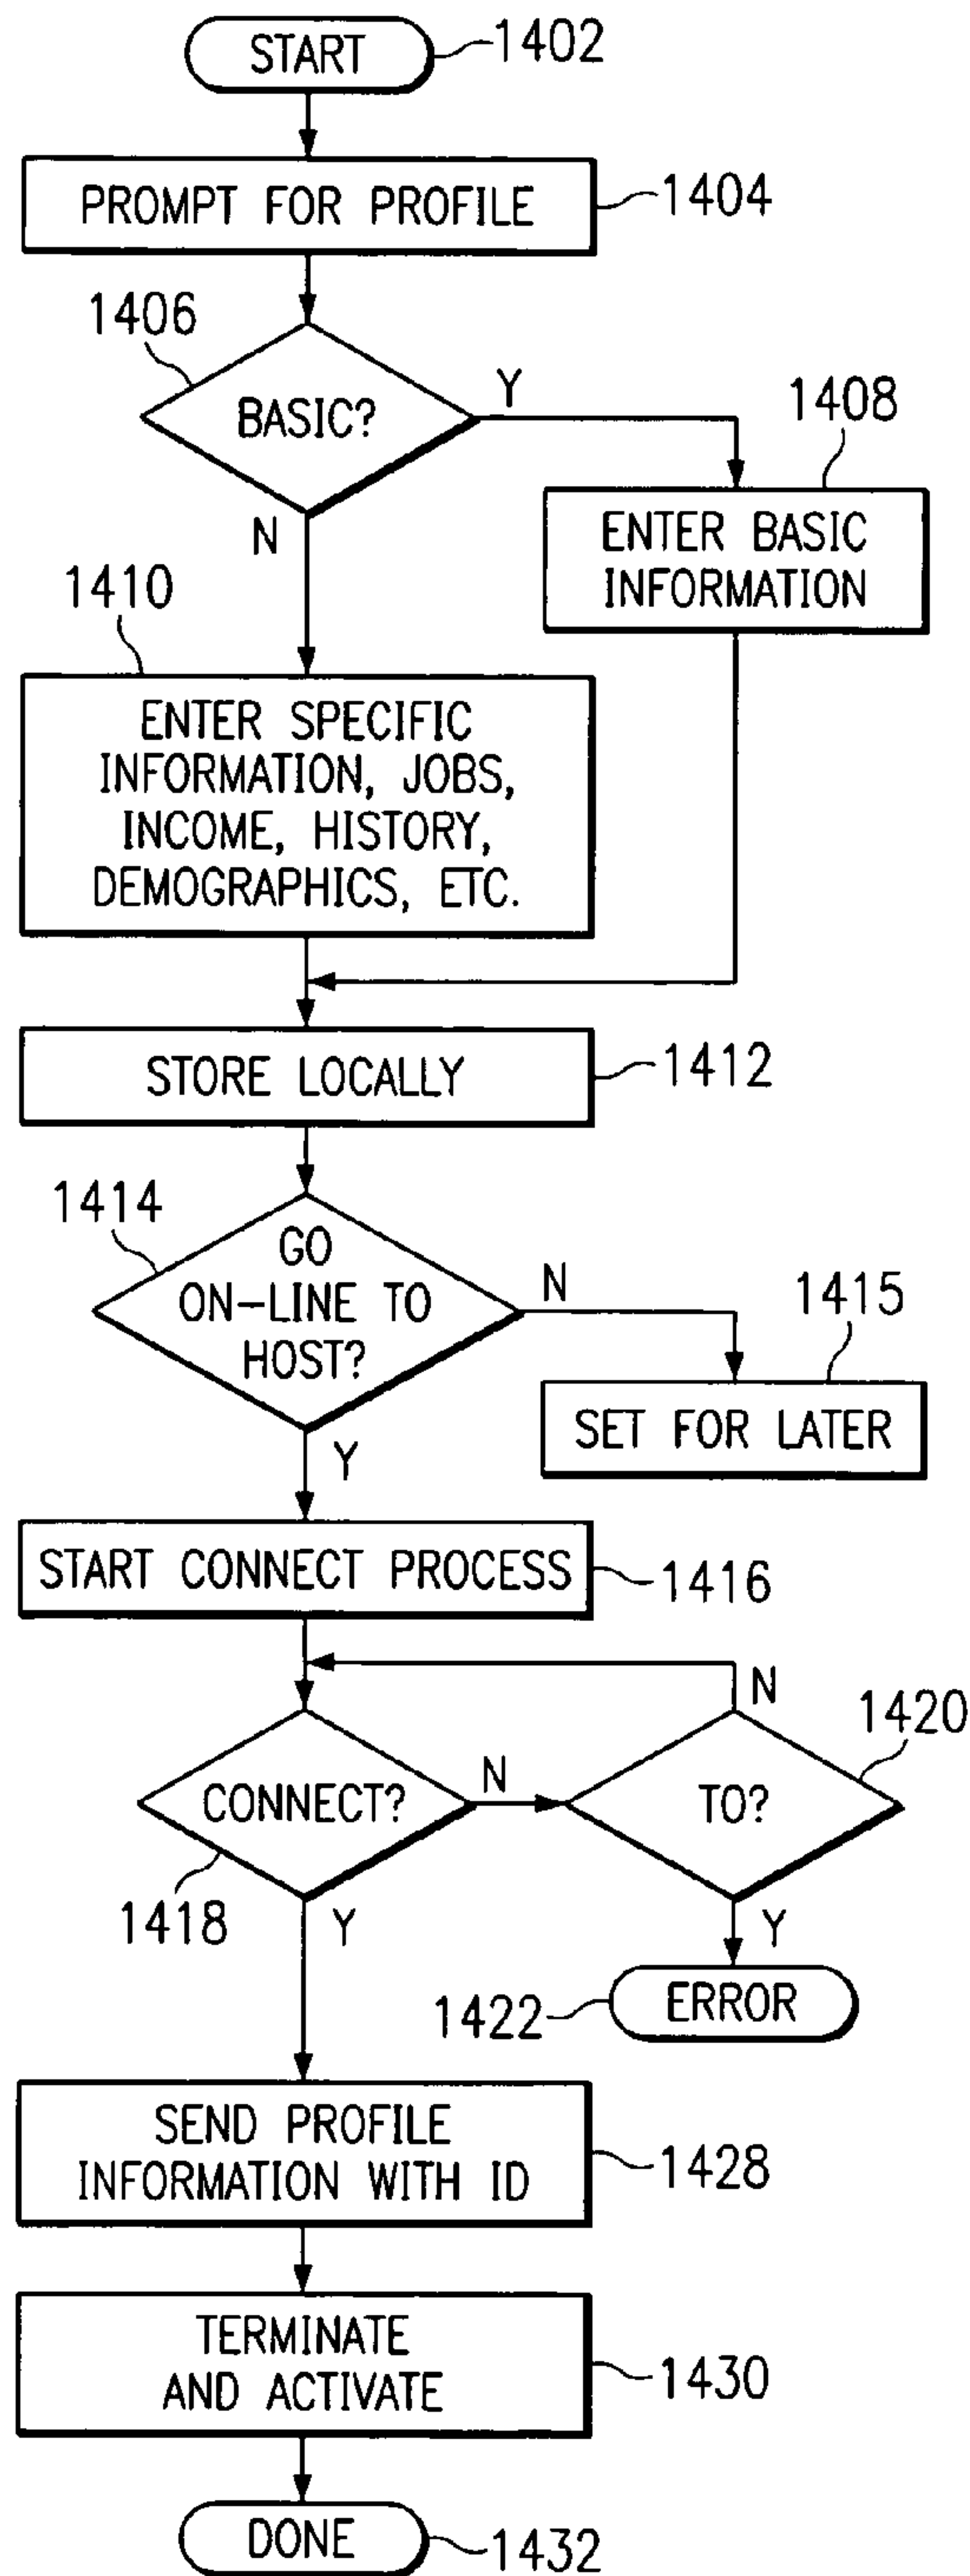 START
1402
PROMPT FOR PROFILE
1404
1406
BASIC?
Y
N
1408
ENTER BASIC
INFORMATION
1410
ENTER SPECIFIC
INFORMATION, JOBS,
INCOME, HISTORY,
DEMOGRAPHICS, ETC.
STORE LOCALLY
1412
1414
GO
ON-LINE TO
HOST?
N
Y
1415
SET FOR LATER
START CONNECT PROCESS
1416
CONNECT?
N
1418
Y
N
1420
TO?
Y
1422
ERROR
SEND PROFILE
INFORMATION WITH ID
1428
TERMINATE
AND ACTIVATE
1430
DONE
1432